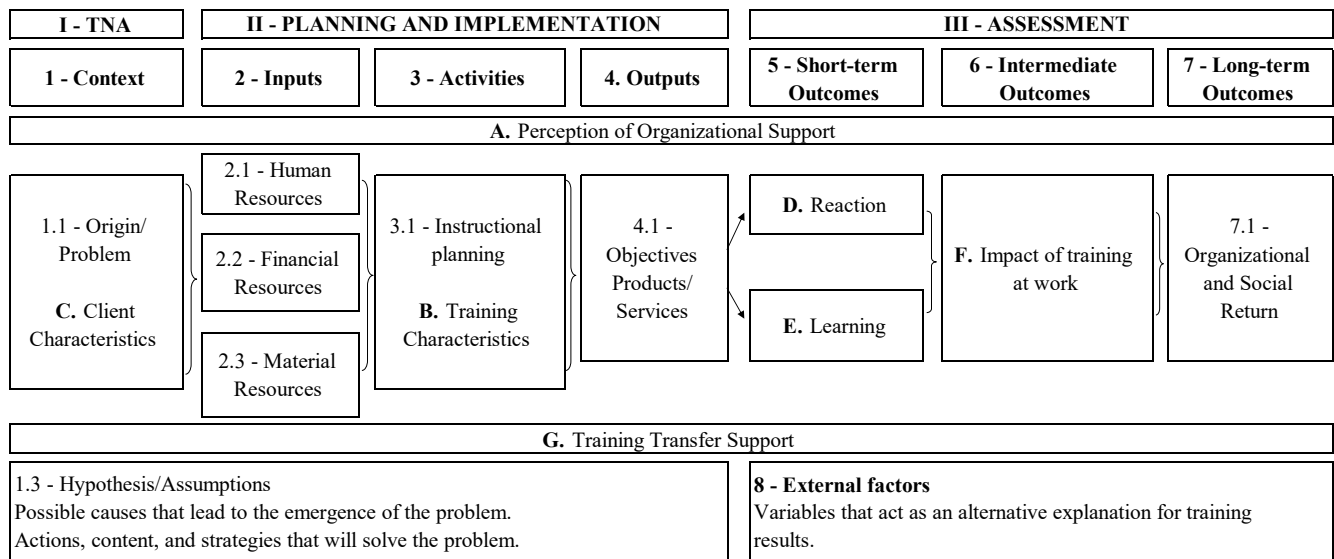 I - TNA
II - PLANNING AND IMPLEMENTATION
III - ASSESSMENT
1 - Context
2 - Inputs
3 - Activities
4. Outputs
5 - Short-term
Outcomes
6 - Intermediate
Outcomes
7 - Long-term
Outcomes
A. Perception of Organizational Support
1.1 - Origin/
Problem
C. Client
Characteristics
2.1 - Human
Resources
2.2 - Financial
Resources
2.3 - Material
Resources
3.1 - Instructional
planning
B. Training
Characteristics
4.1 -
Objectives
Products/
Services
D. Reaction
E. Learning
F. Impact of training
at work
7.1 -
Organizational
and Social
Return
G. Training Transfer Support
1.3 - Hypothesis/Assumptions
Possible causes that lead to the emergence of the problem.
Actions, content, and strategies that will solve the problem.
8 - External factors
Variables that act as an alternative explanation for training
results.